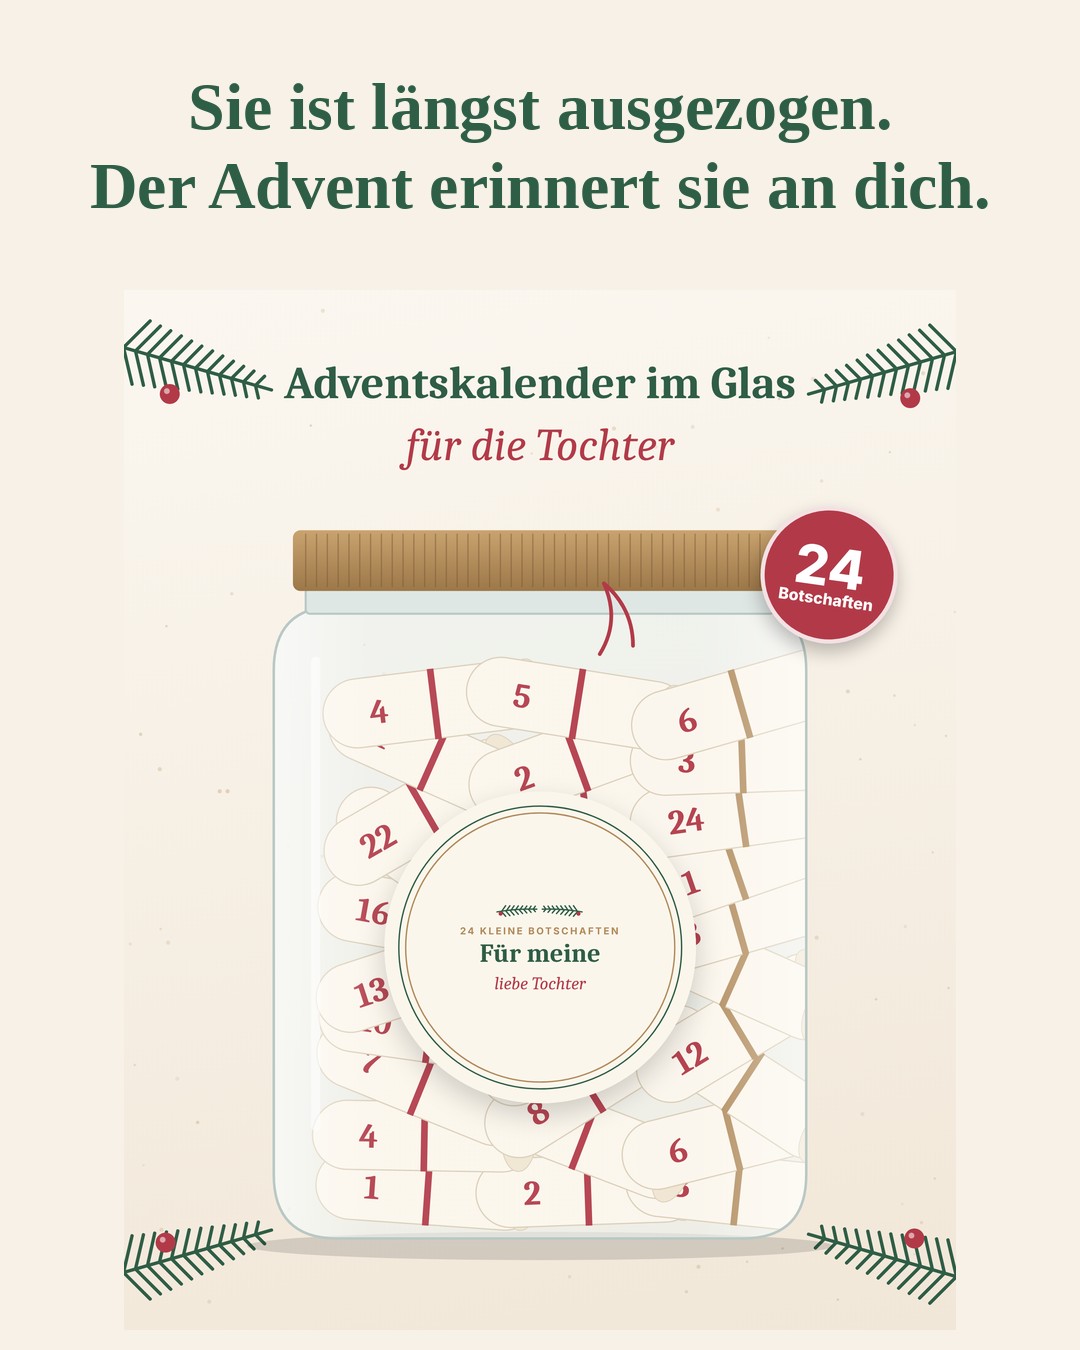 Sie ist längst ausgezogen.
Der Advent erinnert sie an dich.
Adventskalender im Glas
für die Tochter
24
Botschaften
4
5
6
2
3
22
24
16
1
13
10
7
12
8
4
6
1
2
3
24 KLEINE BOTSCHAFTEN
Für meine
liebe Tochter